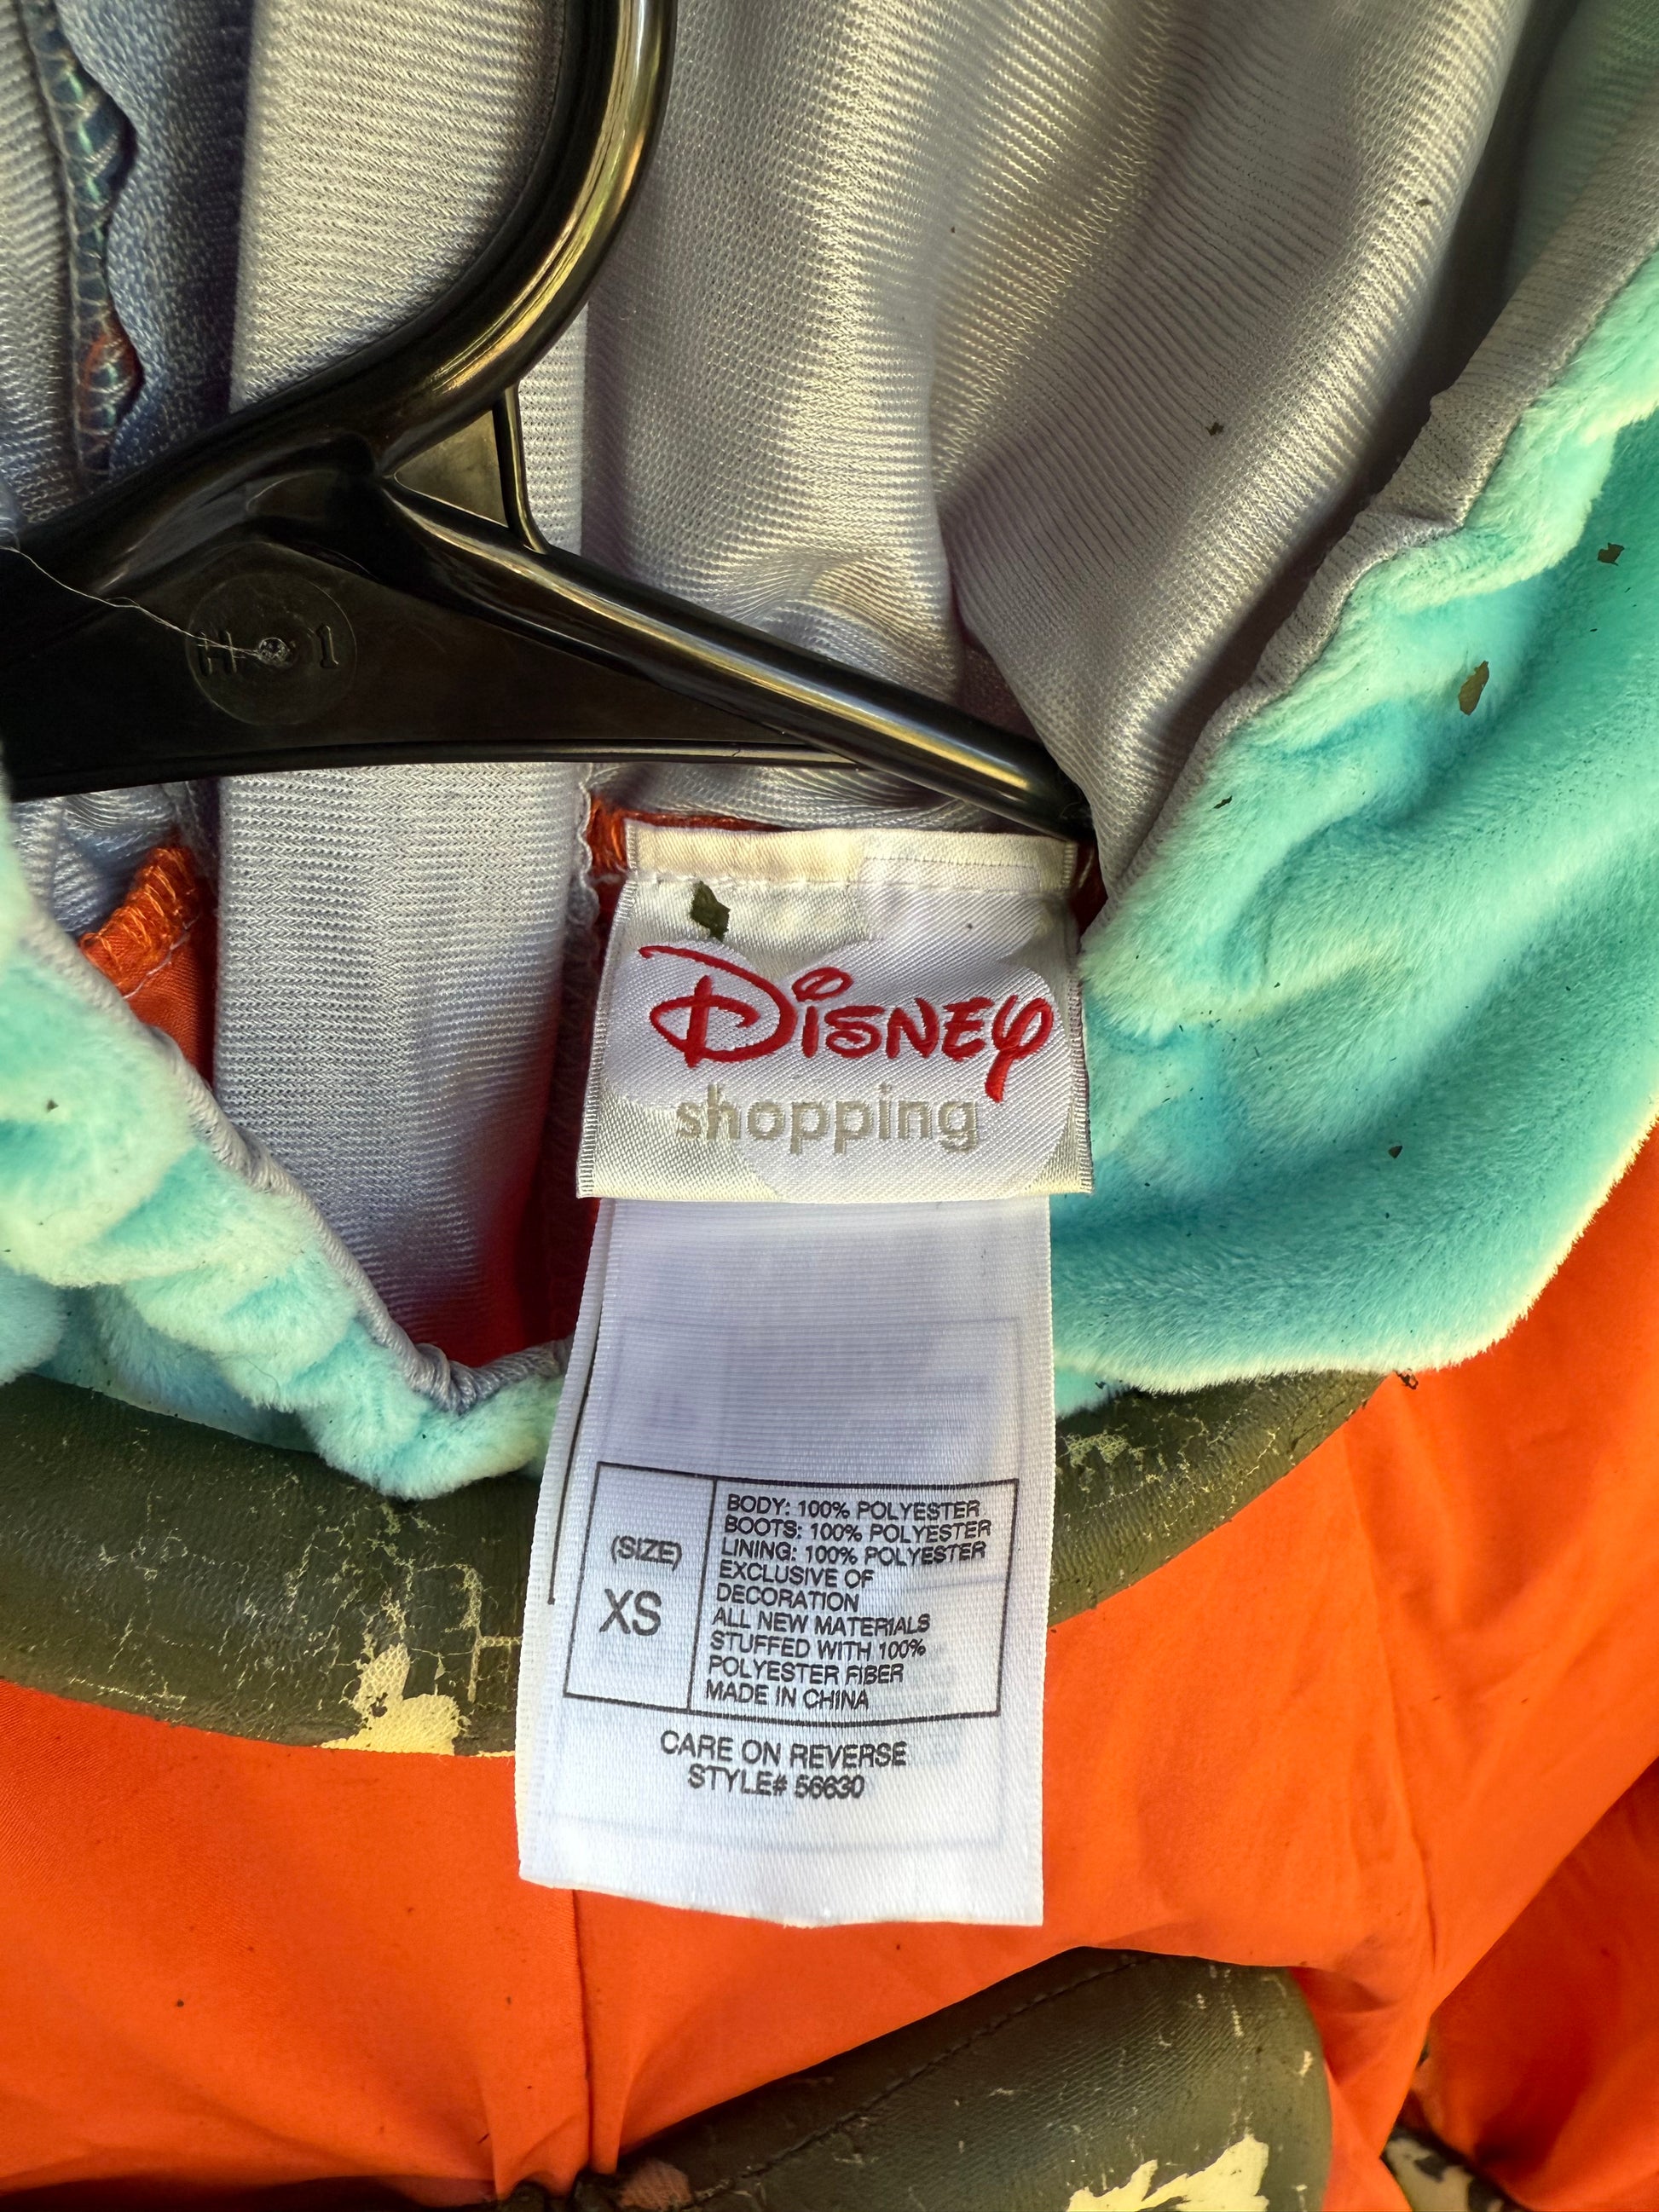 H 1
Disney
shopping
(SIZE)
XS
BODY: 100% POLYESTER
BOOTS: 100% POLYESTER
LINING: 100% POLYESTER
EXCLUSIVE OF
DECORATION
ALL NEW MATERIALS
STUFFED WITH 100%
POLYESTER FIBER
MADE IN CHINA
CARE ON REVERSE
STYLE# 56630